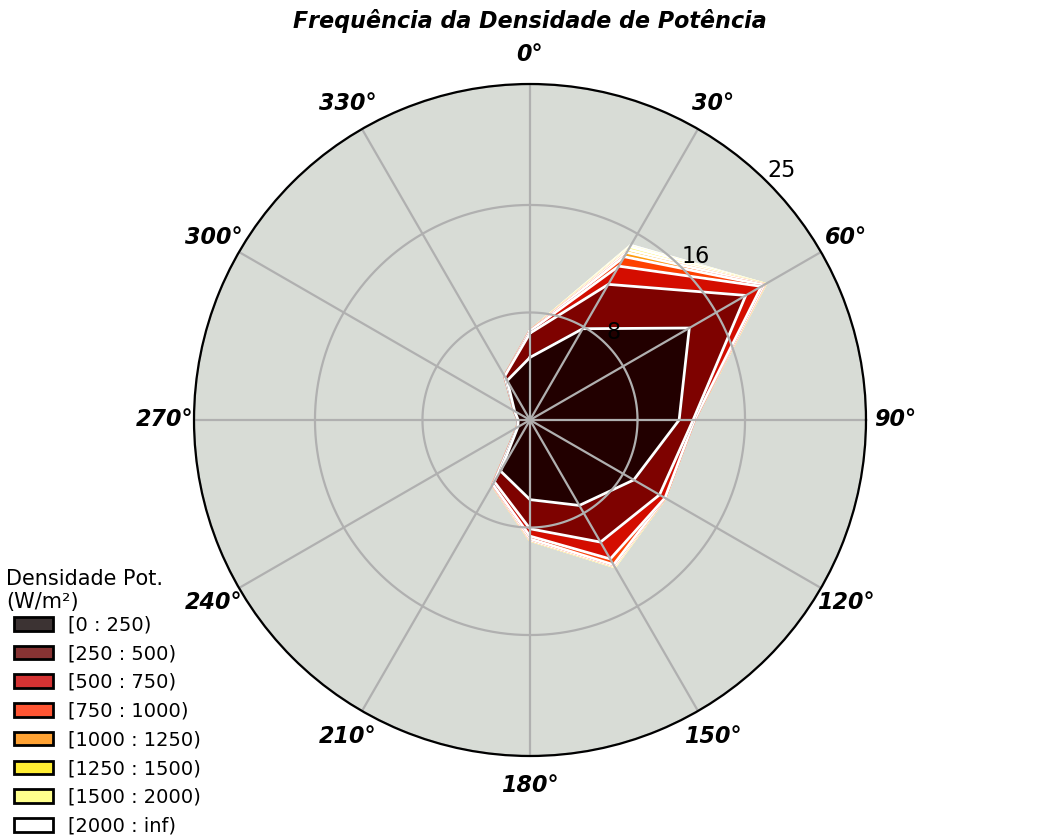 Frequência da Densidade de Potência
0°
330°
30°
25
300°
60°
16
8
270°
90°
240°
120°
210°
150°
180°
Densidade Pot.
(W/m²)
[0 : 250)
[250 : 500)
[500 : 750)
[750 : 1000)
[1000 : 1250)
[1250 : 1500)
[1500 : 2000)
[2000 : inf)